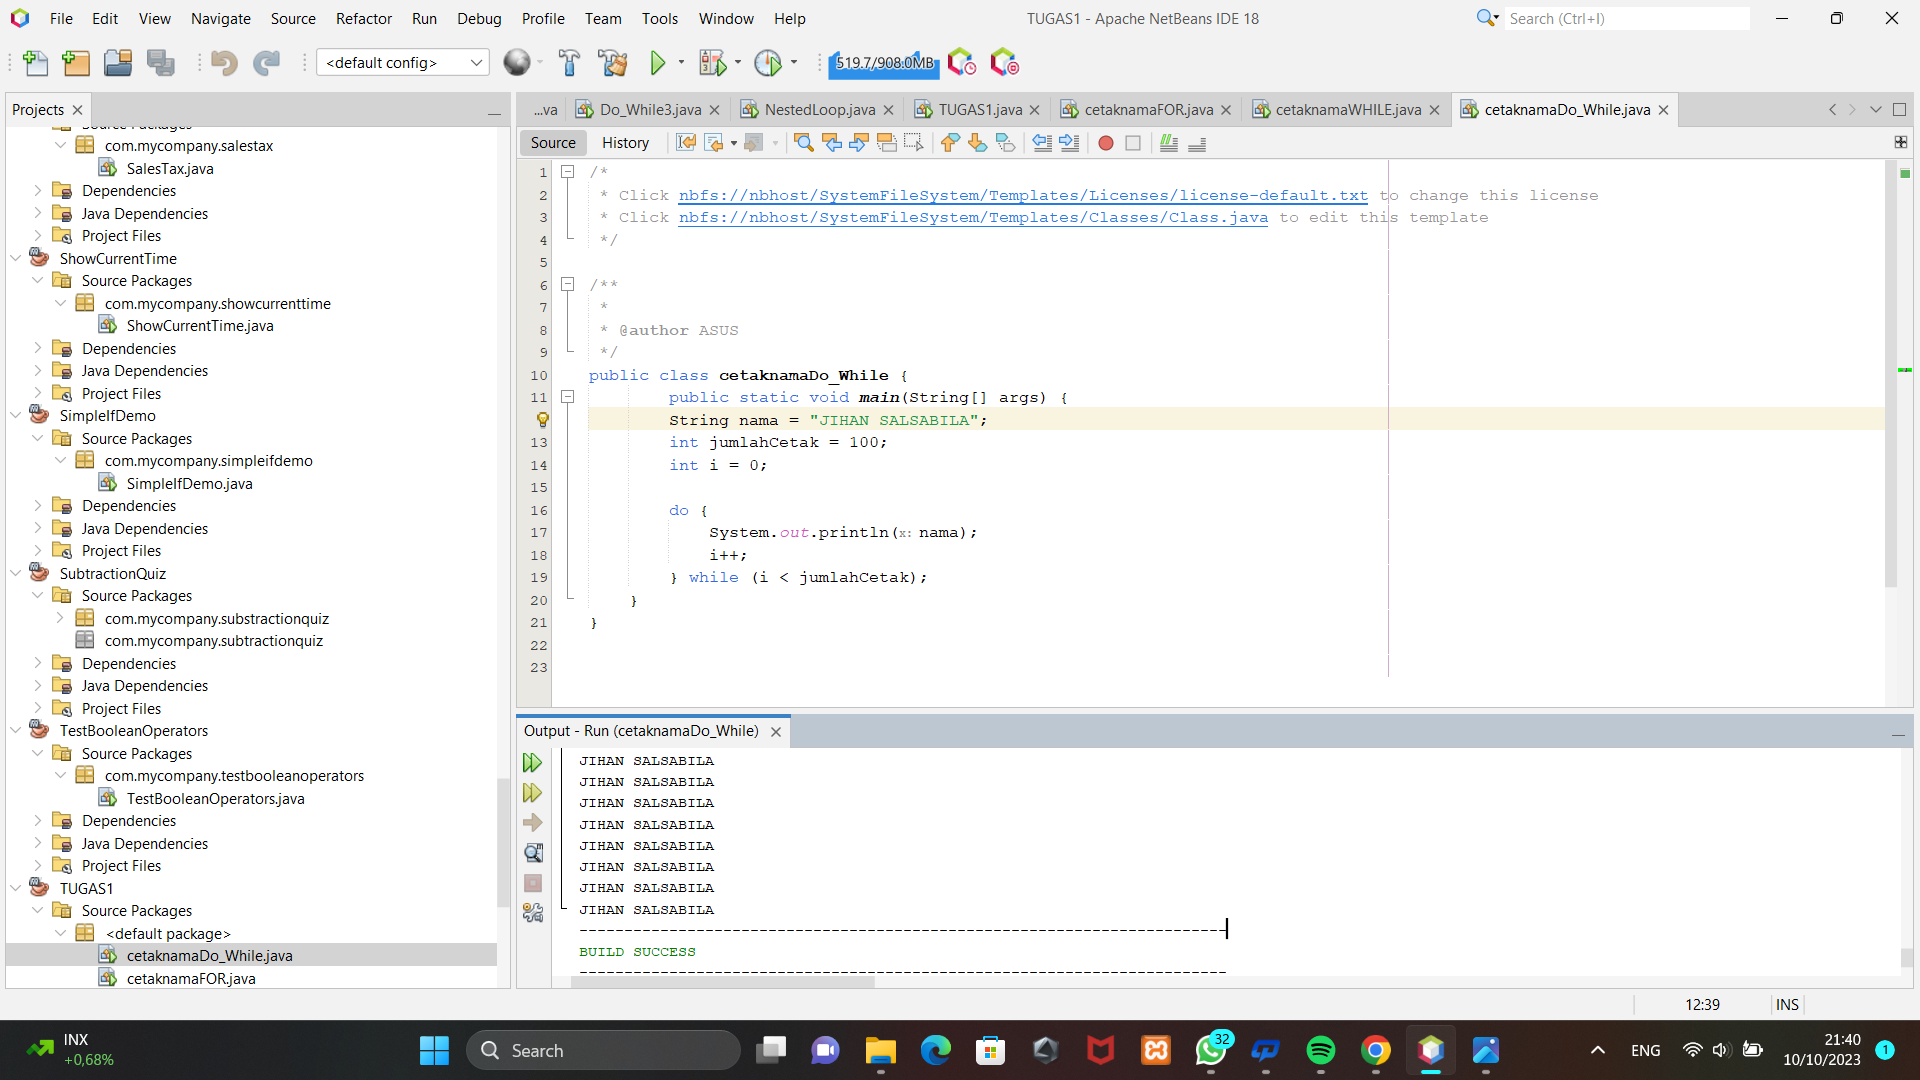 File Edit View Navigate Source Refactor Run Debug Profile Team Tools Window Help
TUGAS1 - Apache NetBeans IDE 18
Search (Ctrl+I)
<default config>
519.7/908.0MB
Projects
Source Packages
com.mycompany.salestax
SalesTax.java
Dependencies
Java Dependencies
Project Files
ShowCurrentTime
Source Packages
com.mycompany.showcurrenttime
ShowCurrentTime.java
Dependencies
Java Dependencies
Project Files
SimpleIfDemo
Source Packages
com.mycompany.simpleifdemo
SimpleIfDemo.java
Dependencies
Java Dependencies
Project Files
SubtractionQuiz
Source Packages
com.mycompany.substractionquiz
com.mycompany.subtractionquiz
Dependencies
Java Dependencies
Project Files
TestBooleanOperators
Source Packages
com.mycompany.testbooleanoperators
TestBooleanOperators.java
Dependencies
Java Dependencies
Project Files
TUGAS1
Source Packages
<default package>
cetaknamaDo_While.java
cetaknamaFOR.java
...va Do_While3.java NestedLoop.java TUGAS1.java cetaknamaFOR.java cetaknamaWHILE.java cetaknamaDo_While.java
Source History
1 /*
2 * Click nbfs://nbhost/SystemFileSystem/Templates/Licenses/license-default.txt to change this license
3 * Click nbfs://nbhost/SystemFileSystem/Templates/Classes/Class.java to edit this template
4 */
5
6 /**
7 *
8 * @author ASUS
9 */
10 public class cetaknamaDo_While {
11 public static void main(String[] args) {
String nama = "JIHAN SALSABILA";
13 int jumlahCetak = 100;
14 int i = 0;
15
16 do {
17 System.out.println(x: nama);
18 i++;
19 } while (i < jumlahCetak);
20 }
21 }
22
23
Output - Run (cetaknamaDo_While)
JIHAN SALSABILA
JIHAN SALSABILA
JIHAN SALSABILA
JIHAN SALSABILA
JIHAN SALSABILA
JIHAN SALSABILA
JIHAN SALSABILA
JIHAN SALSABILA
------------------------------------------------------------------------
BUILD SUCCESS
------------------------------------------------------------------------
12:39 INS
INX
+0,68%
Search
32
ENG
21:40
10/10/2023
1